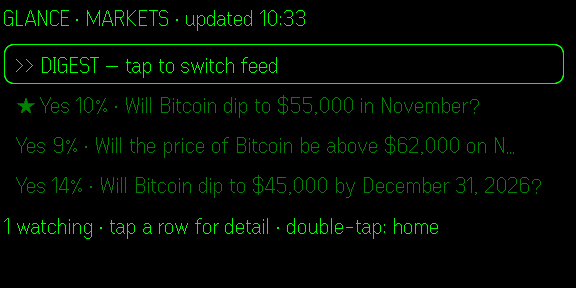 GLANCE · MARKETS · updated 10:33
>> DIGEST — tap to switch feed
★ Yes 10% · Will Bitcoin dip to $55,000 in November?
Yes 9% · Will the price of Bitcoin be above $62,000 on N…
Yes 14% · Will Bitcoin dip to $45,000 by December 31, 2026?
1 watching · tap a row for detail · double-tap: home